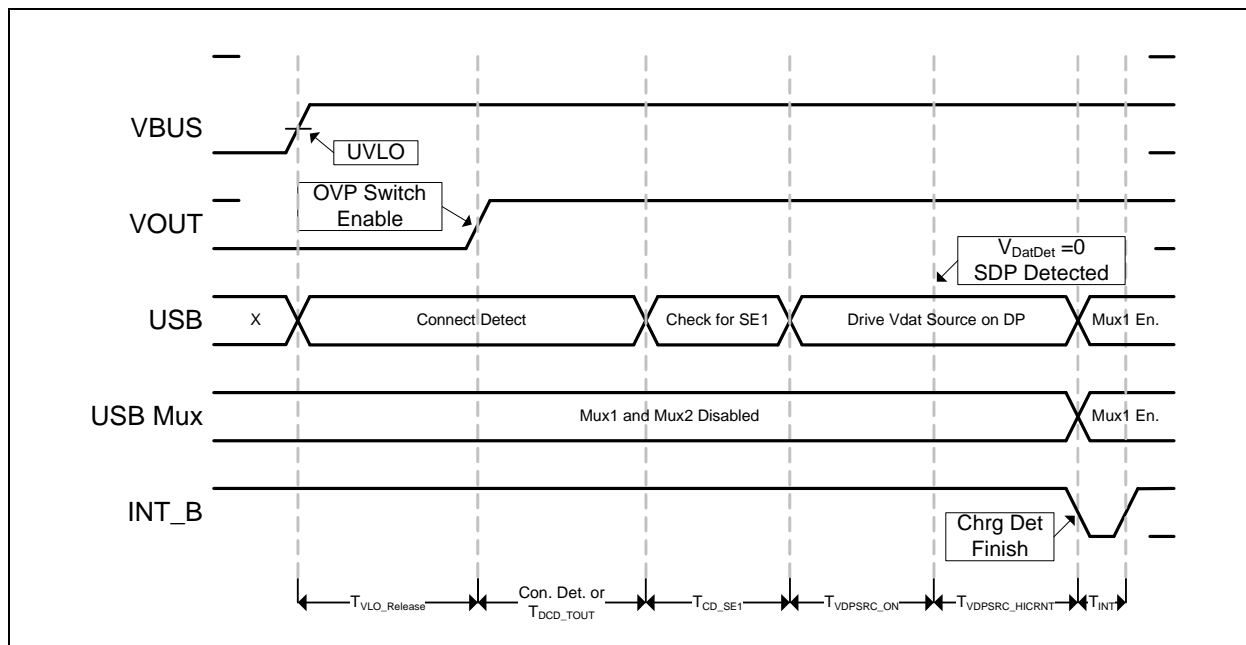 VBUS
UVLO
OVP Switch
Enable
VOUT
V_DatDet =0
SDP Detected
USB
X
Connect Detect
Check for SE1
Drive Vdat Source on DP
Mux1 En.
USB Mux
Mux1 and Mux2 Disabled
Mux1 En.
INT_B
Chrg Det
Finish
T_VLO_Release
Con. Det. or
T_DCD_TOUT
T_CD_SE1
T_VDPSRC_ON
T_VDPSRC_HICRNT
T_INT